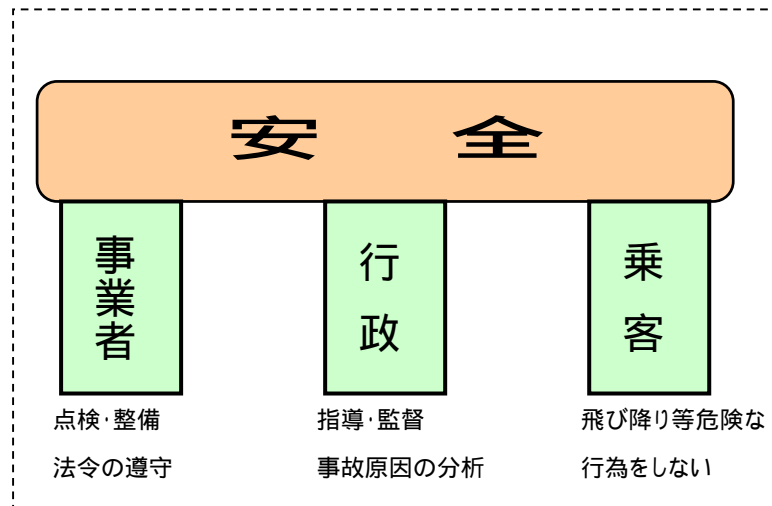 安　全
事業者
行政
乗客
点検・整備
法令の遵守
指導・監督
事故原因の分析
飛び降り等危険な
行為をしない